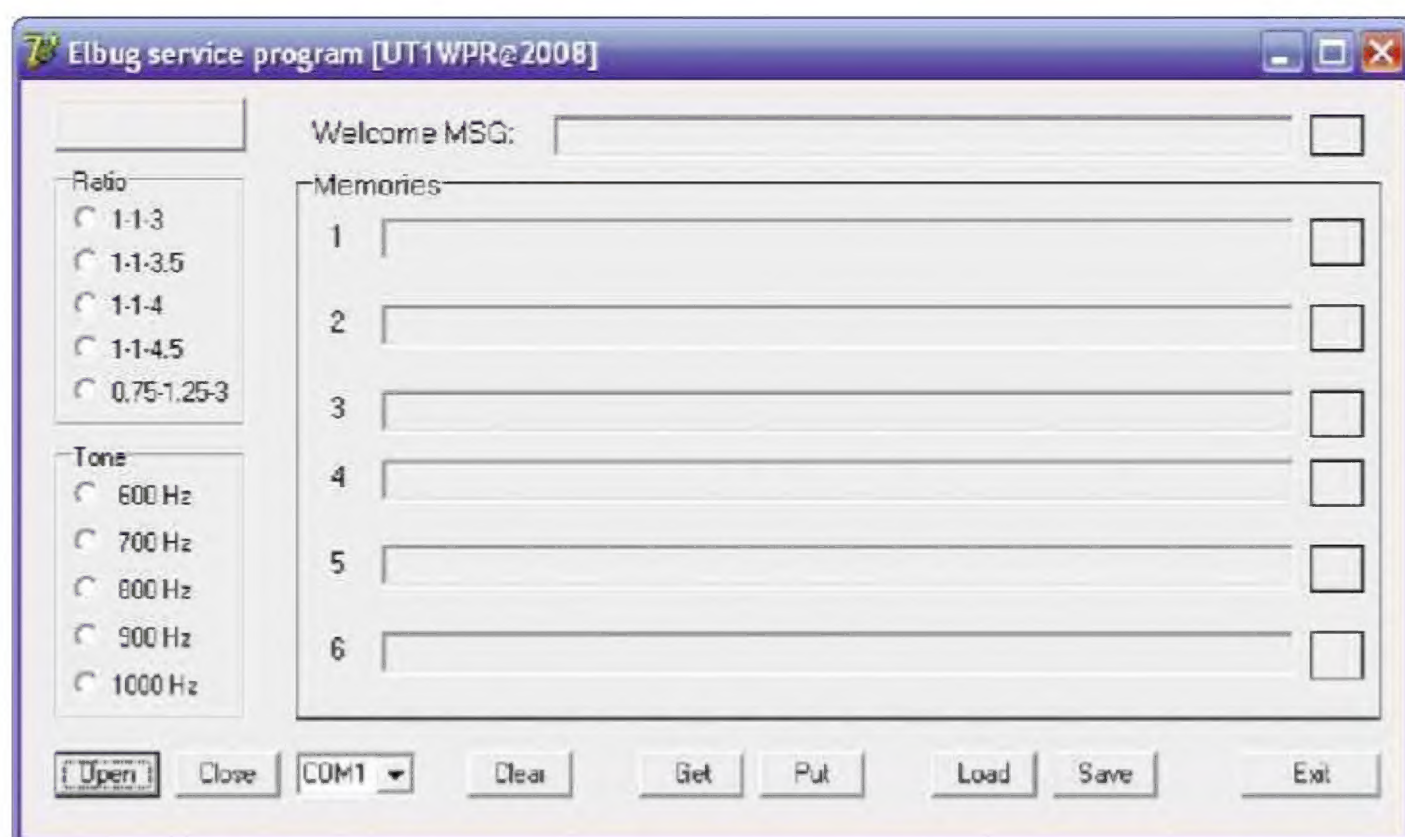 Elbug service program [UT1WPR@2008]
Welcome MSG:
Ratio
1-1-3
1-1-3.5
1-1-4
1-1-4.5
0.75-1.25-3
Tone
600 Hz
700 Hz
800 Hz
900 Hz
1000 Hz
Memories
1
2
3
4
5
6
Open Close COM1 Clear Get Put Load Save Exit